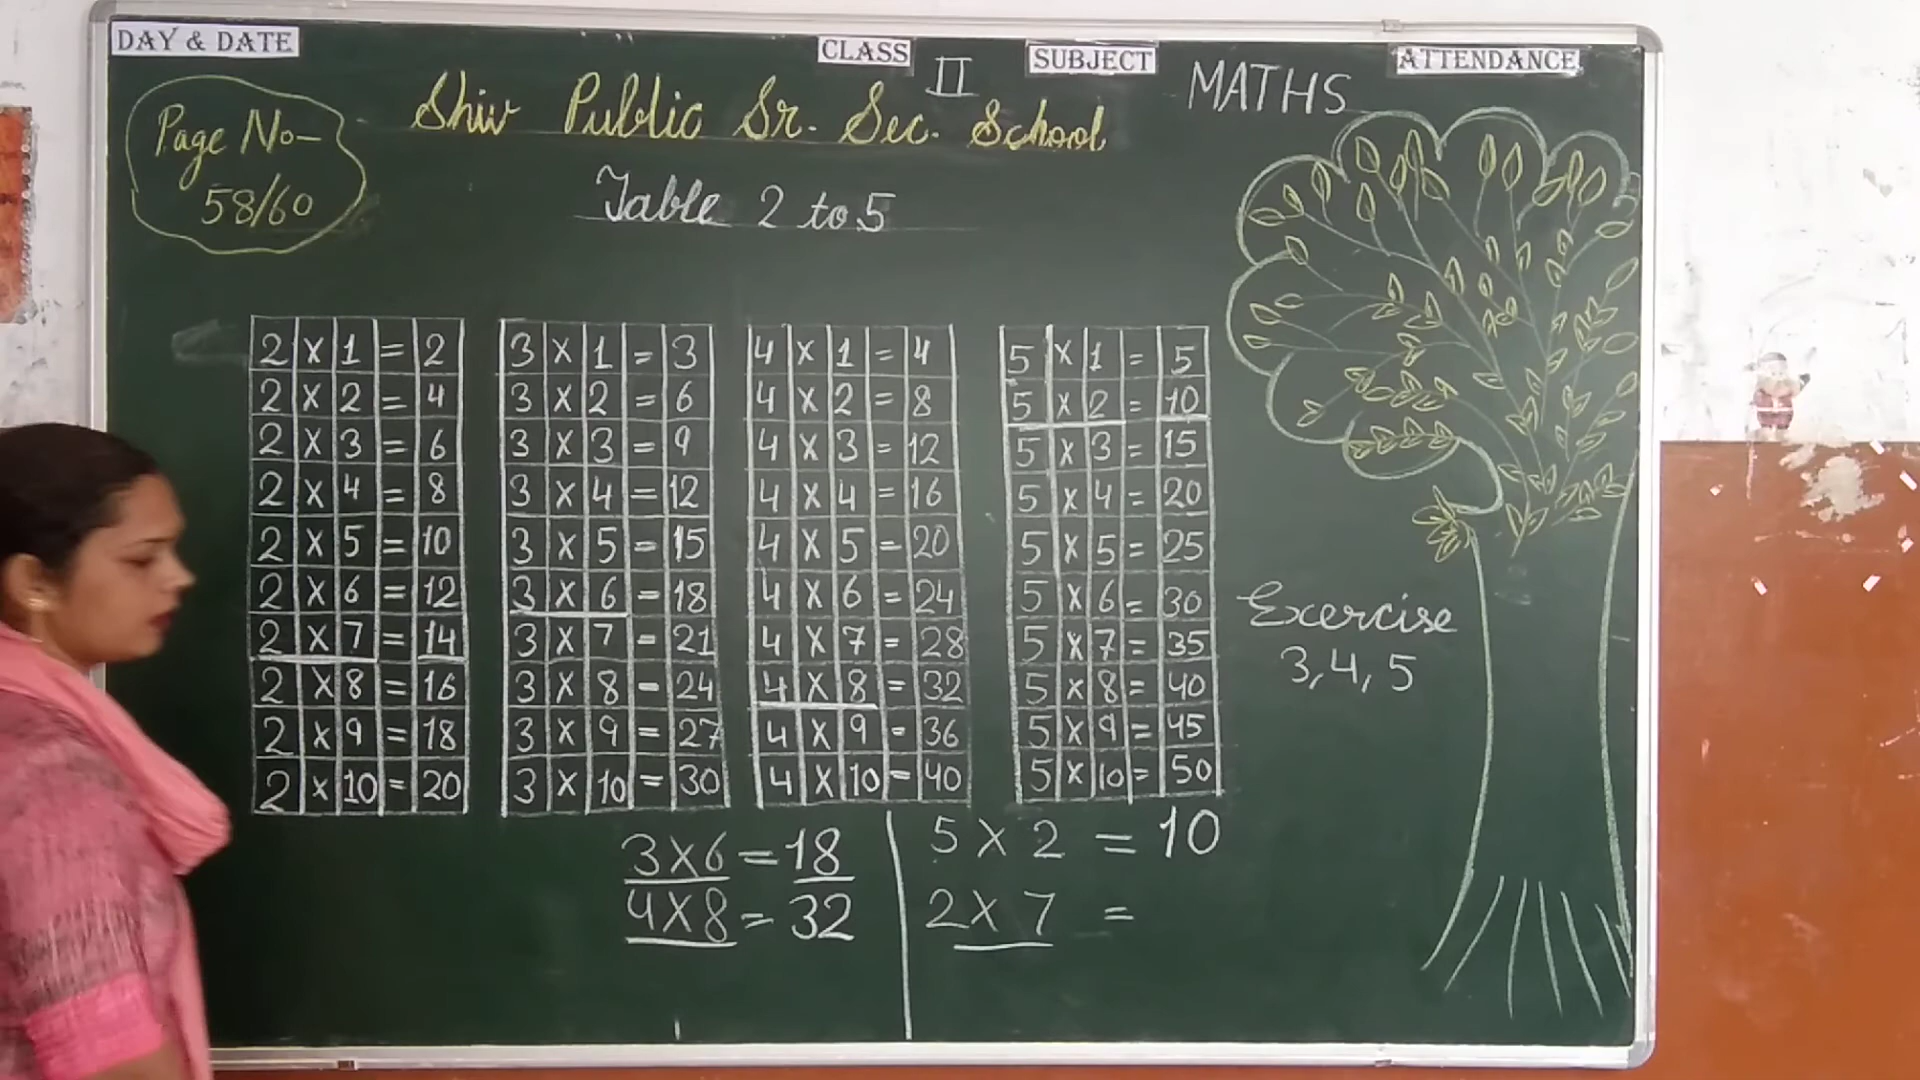 DAY & DATE
CLASS II
SUBJECT MATHS
ATTENDANCE
Shiv Public Sr. Sec. School
Page No-
58/60
Table 2 to 5
2 x 1 = 2
2 x 2 = 4
2 x 3 = 6
2 x 4 = 8
2 x 5 = 10
2 x 6 = 12
2 x 7 = 14
2 x 8 = 16
2 x 9 = 18
2 x 10 = 20
3 x 1 = 3
3 x 2 = 6
3 x 3 = 9
3 x 4 = 12
3 x 5 = 15
3 x 6 = 18
3 x 7 = 21
3 x 8 = 24
3 x 9 = 27
3 x 10 = 30
4 x 1 = 4
4 x 2 = 8
4 x 3 = 12
4 x 4 = 16
4 x 5 = 20
4 x 6 = 24
4 x 7 = 28
4 x 8 = 32
4 x 9 = 36
4 x 10 = 40
5 x 1 = 5
5 x 2 = 10
5 x 3 = 15
5 x 4 = 20
5 x 5 = 25
5 x 6 = 30
5 x 7 = 35
5 x 8 = 40
5 x 9 = 45
5 x 10 = 50
Exercise
3, 4, 5
3 x 6 = 18
4 x 8 = 32
5 x 2 = 10
2 x 7 =